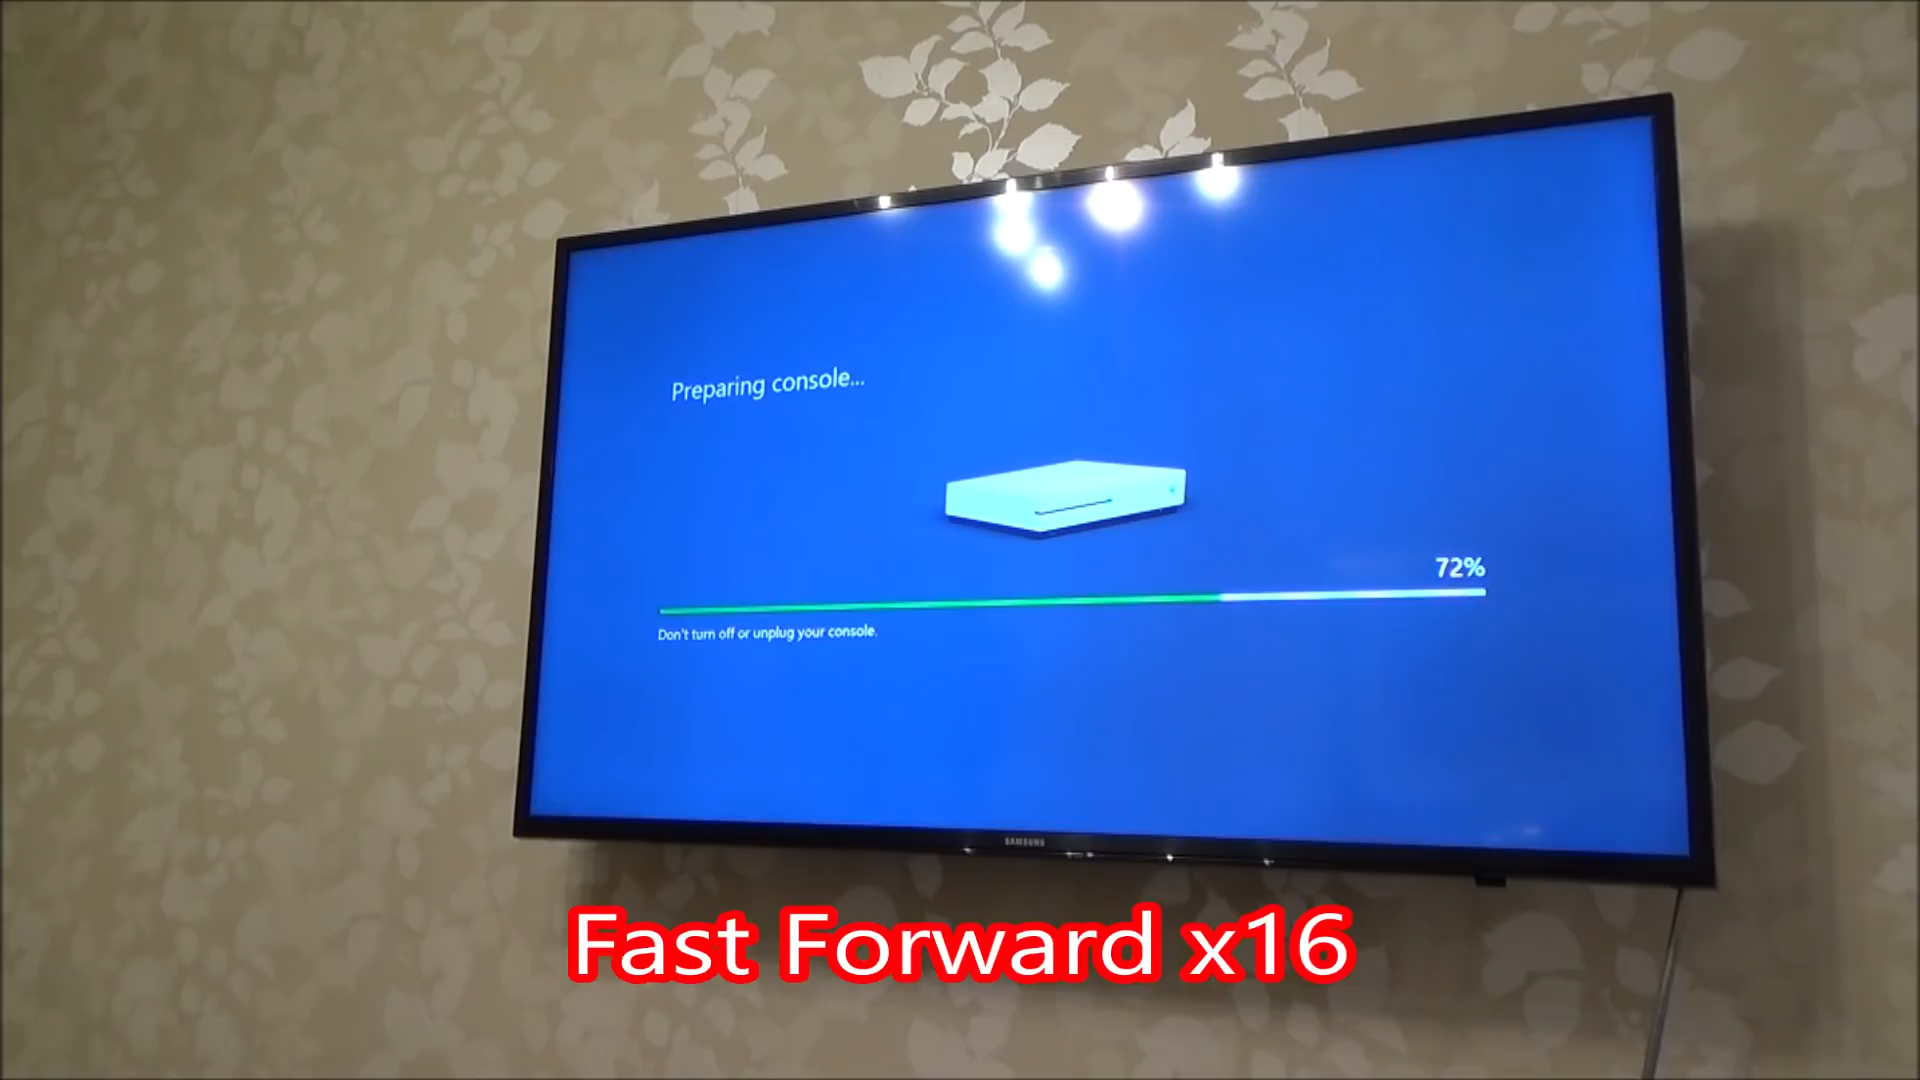 Preparing console...
72%
Don't turn off or unplug your console.
SAMSUNG
Fast Forward x16